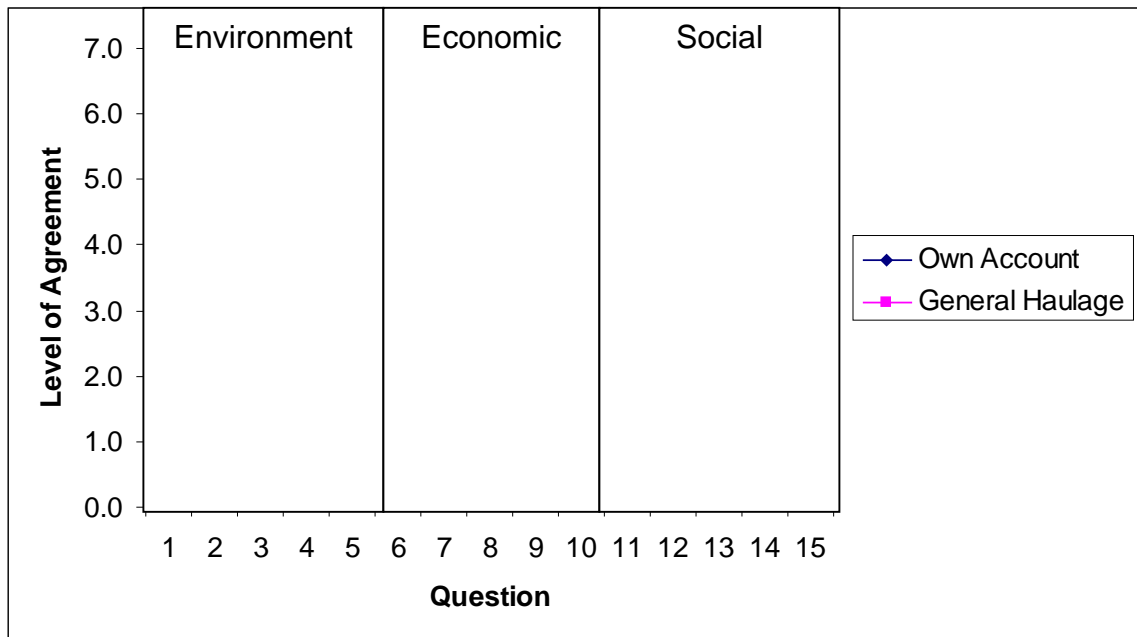 Environment Economic Social
7.0
6.0
5.0
4.0
3.0
2.0
1.0
0.0
Level of Agreement
1 2 3 4 5 6 7 8 9 10 11 12 13 14 15
Question
Own Account
General Haulage